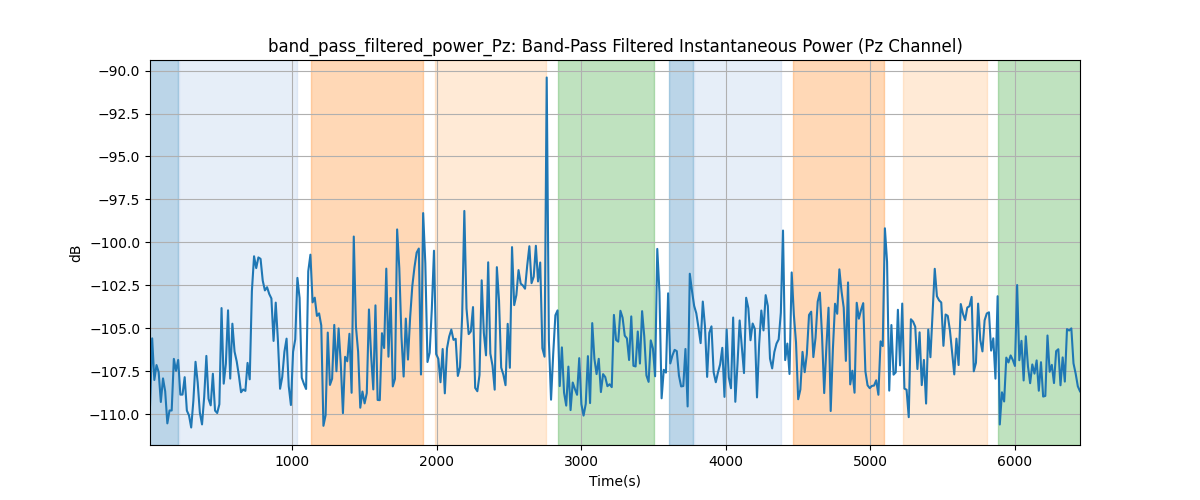 band_pass_filtered_power_Pz: Band-Pass Filtered Instantaneous Power (Pz Channel)
−90.0
−92.5
−95.0
−97.5
−100.0
−102.5
−105.0
−107.5
−110.0
dB
1000 2000 3000 4000 5000 6000
Time(s)